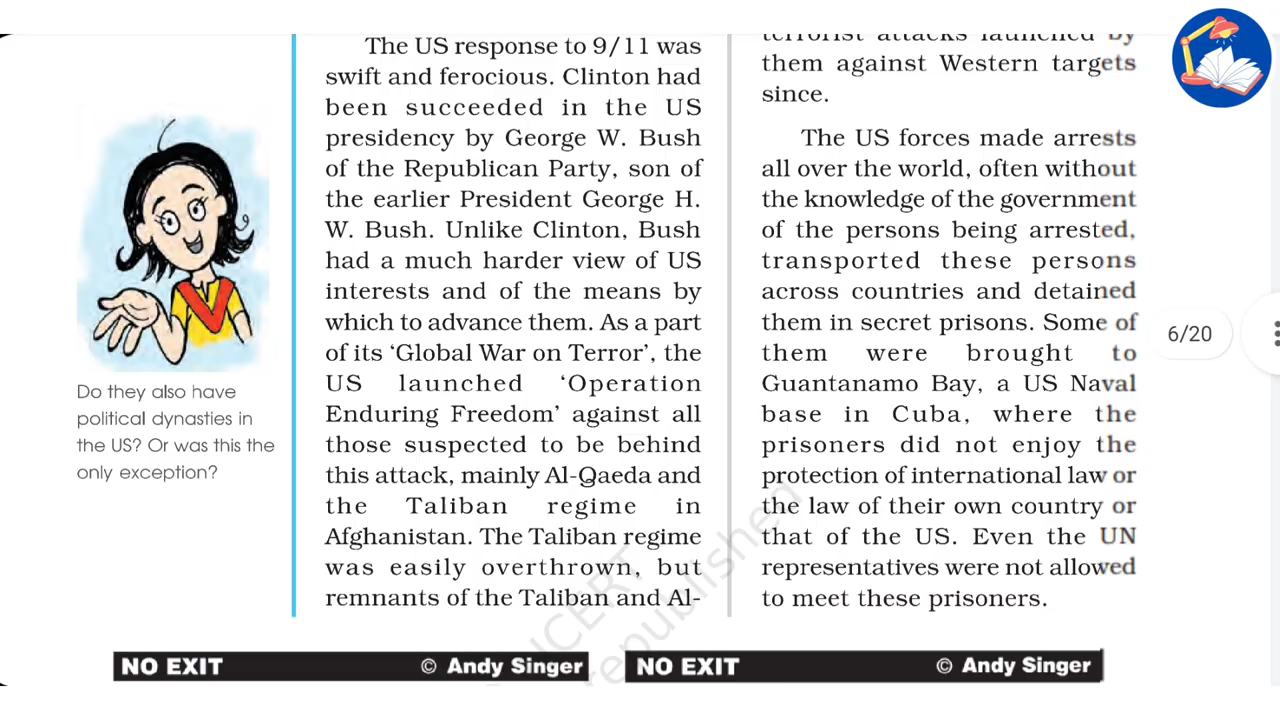 The US response to 9/11 was
swift and ferocious. Clinton had
been succeeded in the US
presidency by George W. Bush
of the Republican Party, son of
the earlier President George H.
W. Bush. Unlike Clinton, Bush
had a much harder view of US
interests and of the means by
which to advance them. As a part
of its ‘Global War on Terror’, the
US launched ‘Operation
Enduring Freedom’ against all
those suspected to be behind
this attack, mainly Al-Qaeda and
the Taliban regime in
Afghanistan. The Taliban regime
was easily overthrown, but
remnants of the Taliban and Al-
terrorist attacks launched by
them against Western targets
since.
The US forces made arrests
all over the world, often without
the knowledge of the government
of the persons being arrested,
transported these persons
across countries and detained
them in secret prisons. Some of
them were brought to
Guantanamo Bay, a US Naval
base in Cuba, where the
prisoners did not enjoy the
protection of international law or
the law of their own country or
that of the US. Even the UN
representatives were not allowed
to meet these prisoners.
Do they also have
political dynasties in
the US? Or was this the
only exception?
6/20
NO EXIT © Andy Singer
NO EXIT © Andy Singer
republished